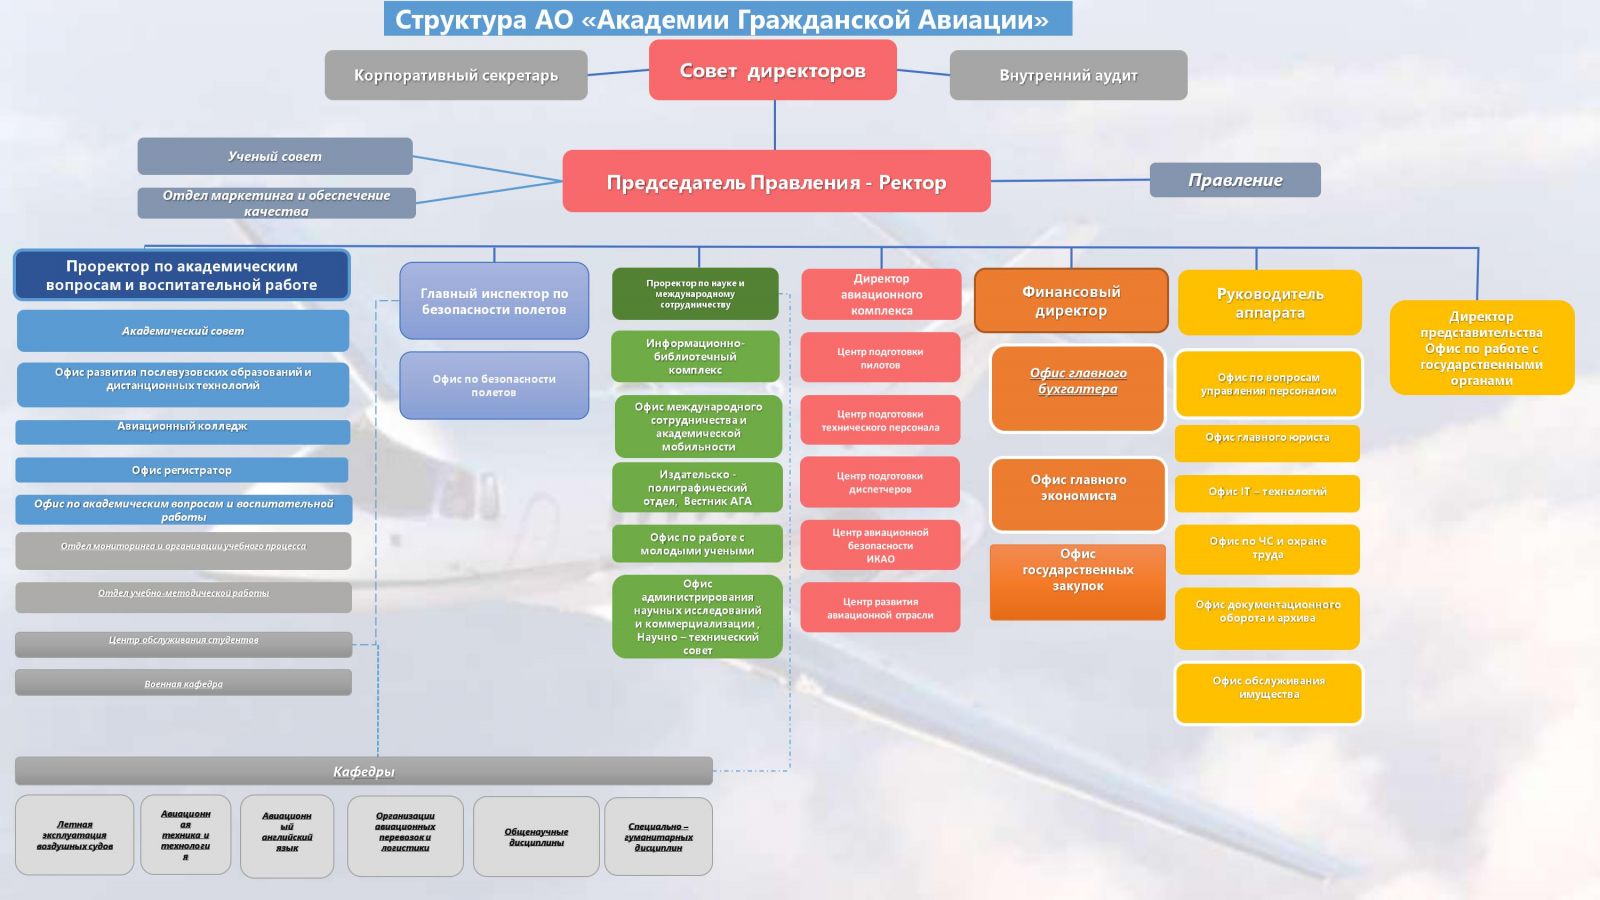 Структура АО «Академии Гражданской Авиации»
Корпоративный секретарь
Совет директоров
Внутренний аудит
Ученый совет
Отдел маркетинга и обеспечение
качества
Председатель Правления - Ректор
Правление
Проректор по академическим
вопросам и воспитательной работе
Академический совет
Офис развития послевузовских образований и
дистанционных технологий
Авиационный колледж
Офис регистратор
Офис по академическим вопросам и воспитательной
работы
Отдел мониторинга и организации учебного процесса
Отдел учебно-методической работы
Центр обслуживания студентов
Военная кафедра
Главный инспектор по
безопасности полетов
Офис по безопасности
полетов
Проректор по науке и
международному
сотрудничеству
Информационно-
библиотечный
комплекс
Офис международного
сотрудничества и
академической
мобильности
Издательско -
полиграфический
отдел, Вестник АГА
Офис по работе с
молодыми учеными
Офис
администрирования
научных исследований
и коммерциализации ,
Научно – технический
совет
Директор
авиационного
комплекса
Центр подготовки
пилотов
Центр подготовки
технического персонала
Центр подготовки
диспетчеров
Центр авиационной
безопасности
ИКАО
Центр развития
авиационной отрасли
Финансовый
директор
Офис главного
бухгалтера
Офис главного
экономиста
Офис
государственных
закупок
Руководитель
аппарата
Офис по вопросам
управления персоналом
Офис главного юриста
Офис IT – технологий
Офис по ЧС и охране
труда
Офис документационного
оборота и архива
Офис обслуживания
имущества
Директор
представительства
Офис по работе с
государственными
органами
Кафедры
Летная
эксплуатация
воздушных судов
Авиационн
ая
техника и
технологи
я
Авиационн
ый
английский
язык
Организации
авиационных
перевозок и
логистики
Общенаучные
дисциплины
Специально –
гуманитарных
дисциплин